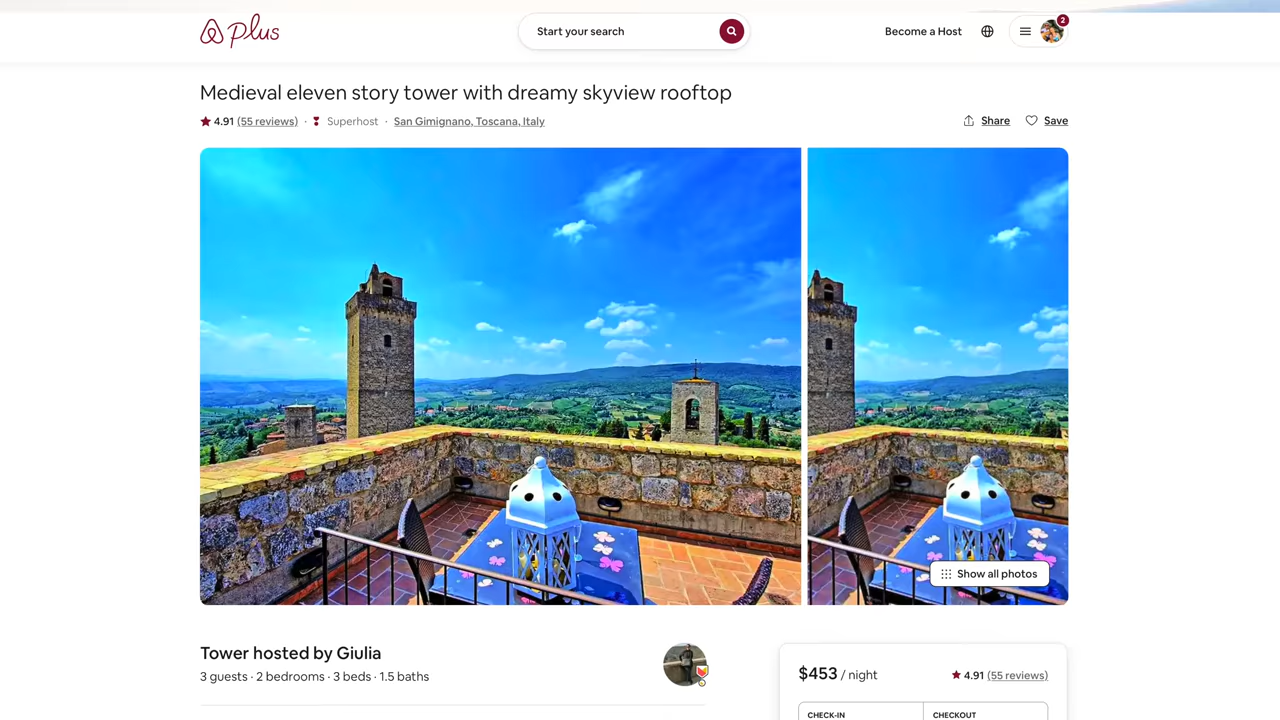 plus
Start your search
Become a Host
2
Medieval eleven story tower with dreamy skyview rooftop
4.91 (55 reviews) · Superhost · San Gimignano, Toscana, Italy
Share
Save
Show all photos
Tower hosted by Giulia
3 guests · 2 bedrooms · 3 beds · 1.5 baths
$453 / night
4.91 (55 reviews)
CHECK-IN
CHECKOUT